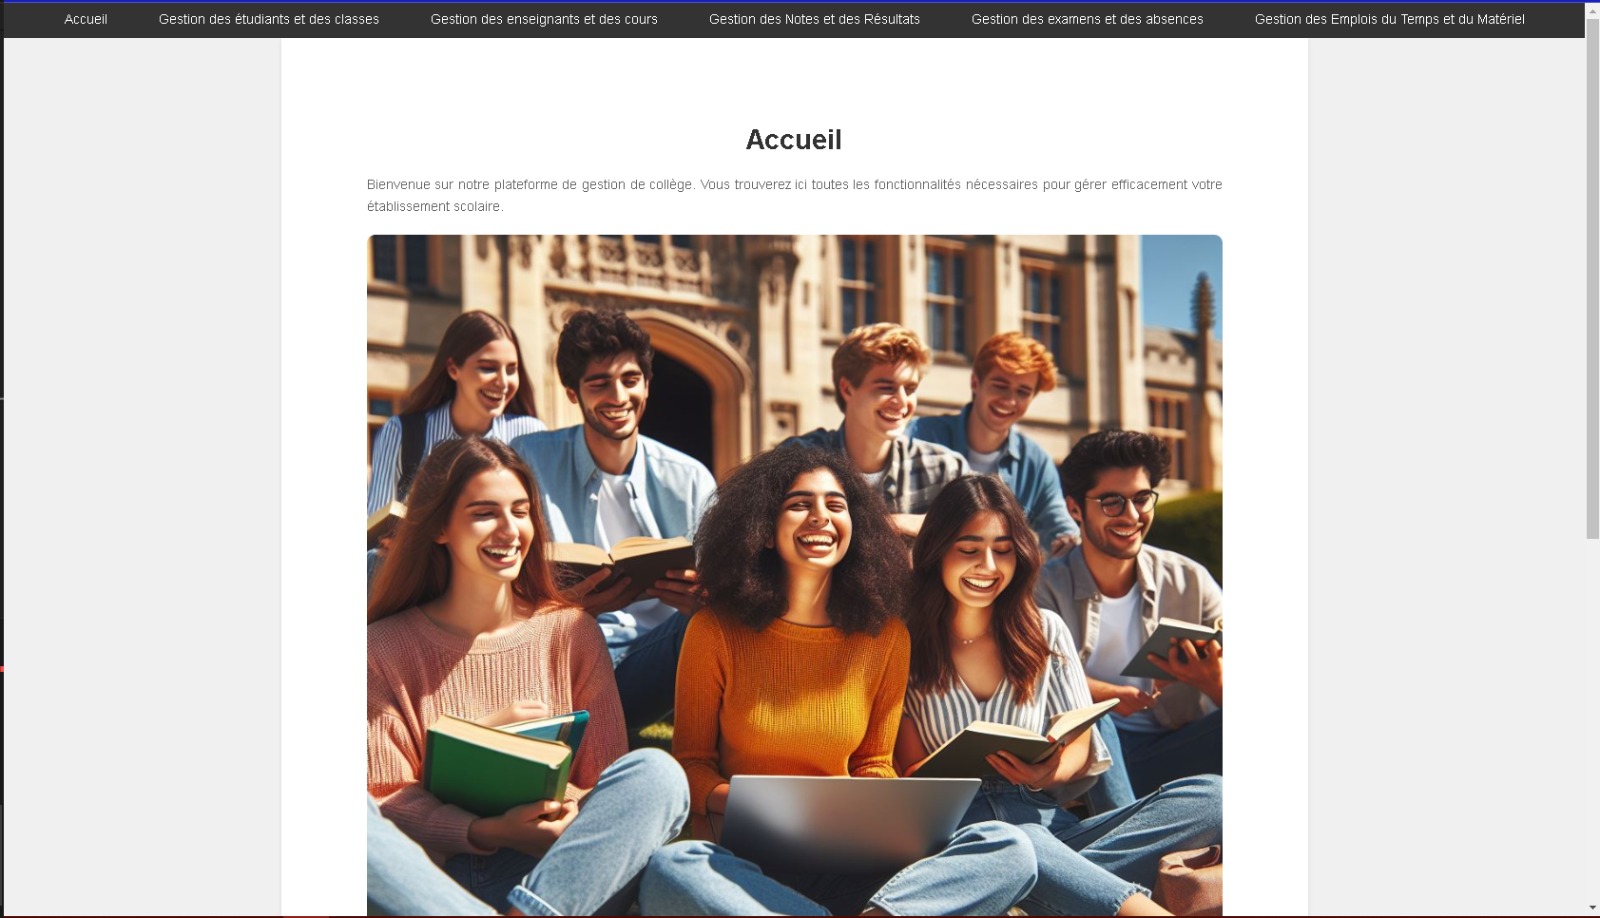 Accueil Gestion des étudiants et des classes Gestion des enseignants et des cours Gestion des Notes et des Résultats Gestion des examens et des absences Gestion des Emplois du Temps et du Matériel
Accueil
Bienvenue sur notre plateforme de gestion de collège. Vous trouverez ici toutes les fonctionnalités nécessaires pour gérer efficacement votre
établissement scolaire.